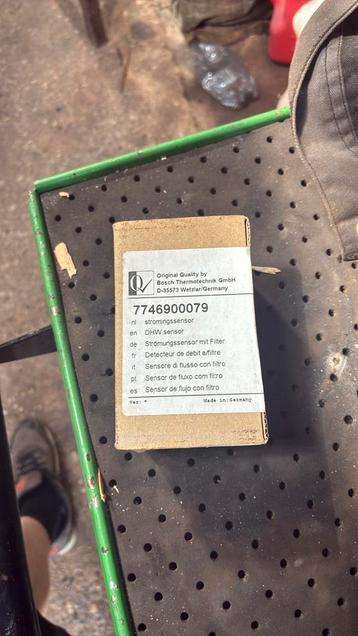 Original Quality by
Bosch Thermotechnik GmbH
D-35573 Wetzlar/Germany
7746900079
nl stromingssensor
en DHW sensor
de Strömungssensor mit Filter
fr Detecteur de debit a/fitre
it Sensore di flusso con filtro
pt Sensor de fluxo com filtro
es Sensor de flujo con filtro
Ver: *
Made in: Germany